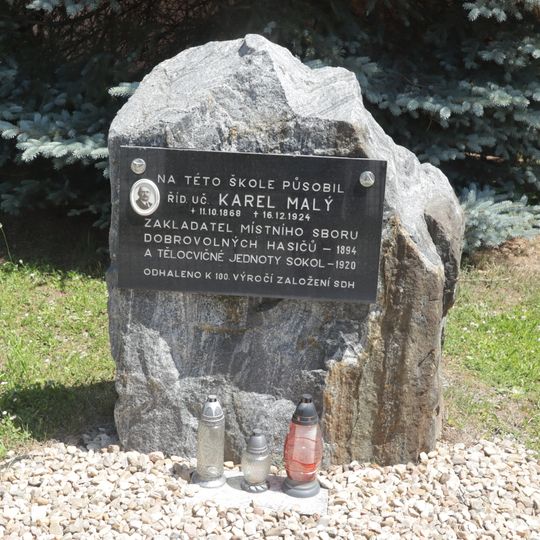 NA TÉTO ŠKOLE PŮSOBIL
ŘÍD. UČ. KAREL MALÝ
+ 11.10.1868 + 16.12.1924
ZAKLADATEL MÍSTNÍHO SBORU
DOBROVOLNÝCH HASIČŮ – 1894
A TĚLOCVIČNÉ JEDNOTY SOKOL – 1920
ODHALENO K 100. VÝROČÍ ZALOŽENÍ SDH